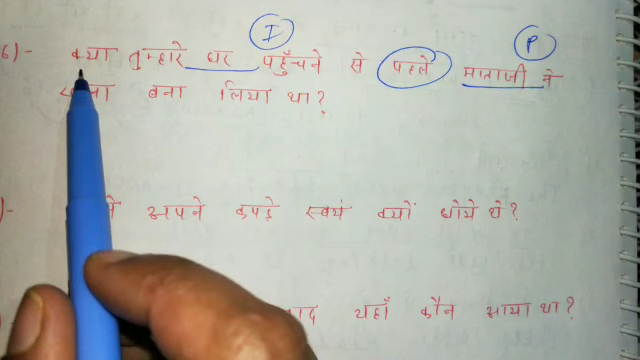 I P
6)- क्या तुम्हारे घर पहुँचने से पहले माताजी ने
बना लिया था?
)- अपने कपड़े स्वयं क्यों धोये थे?
यहाँ कौन आया था?